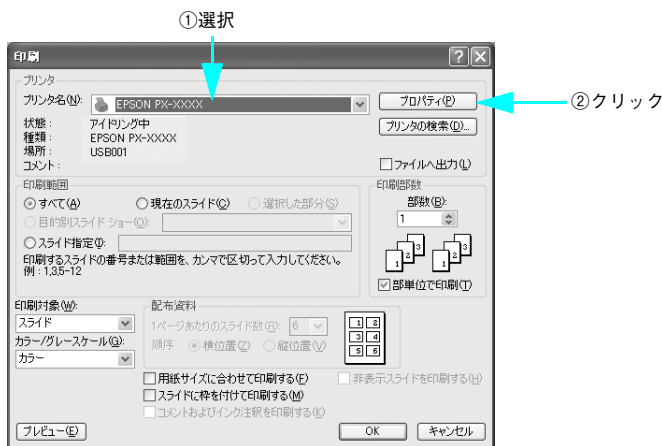 ①選択
印刷
プリンタ
プリンタ名(N): EPSON PX-XXXX プロパティ(P)
②クリック
状態： アイドリング中 プリンタの検索(D)...
種類： EPSON PX-XXXX
場所： USB001
コメント： ファイルへ出力(L)
印刷範囲
すべて(A) 現在のスライド(C) 選択した部分(S)
目的別スライド ショー(O):
スライド指定(I):
印刷するスライドの番号または範囲を、カンマで区切って入力してください。
例：1,3,5-12
印刷部数
部数(B):
1
1 2 3 1 2 3
部単位で印刷(T)
印刷対象(W):
スライド
カラー/グレースケール(G):
カラー
配布資料
1ページあたりのスライド数(R): 6
順序： 横位置(Z) 縦位置(V)
1 2
3 4
5 6
用紙サイズに合わせて印刷する(F) 非表示スライドを印刷する(H)
スライドに枠を付けて印刷する(M)
コメントおよびインク注釈を印刷する(K)
プレビュー(E) OK キャンセル